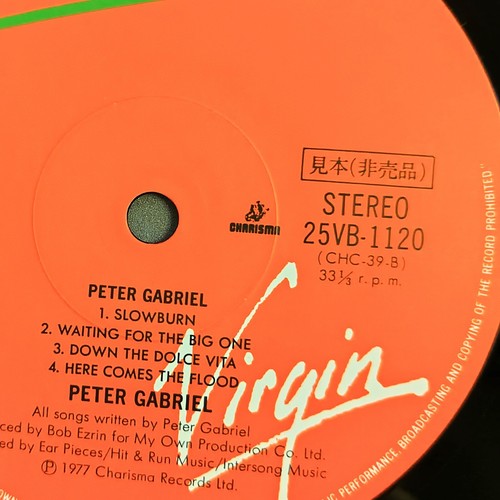 見本(非売品)
STEREO
25VB-1120
(CHC-39-B)
33 1/3 r.p.m.
CHARISMA
PETER GABRIEL
1. SLOWBURN
2. WAITING FOR THE BIG ONE
3. DOWN THE DOLCE VITA
4. HERE COMES THE FLOOD
PETER GABRIEL
Virgin
All songs written by Peter Gabriel
by Bob Ezrin for My Own Production Co. Ltd.
by Ear Pieces/Hit & Run Music/Intersong Music
Ⓟ 1977 Charisma Records Ltd.
PERFORMANCE, BROADCASTING AND COPYING OF THE RECORD PROHIBITED"